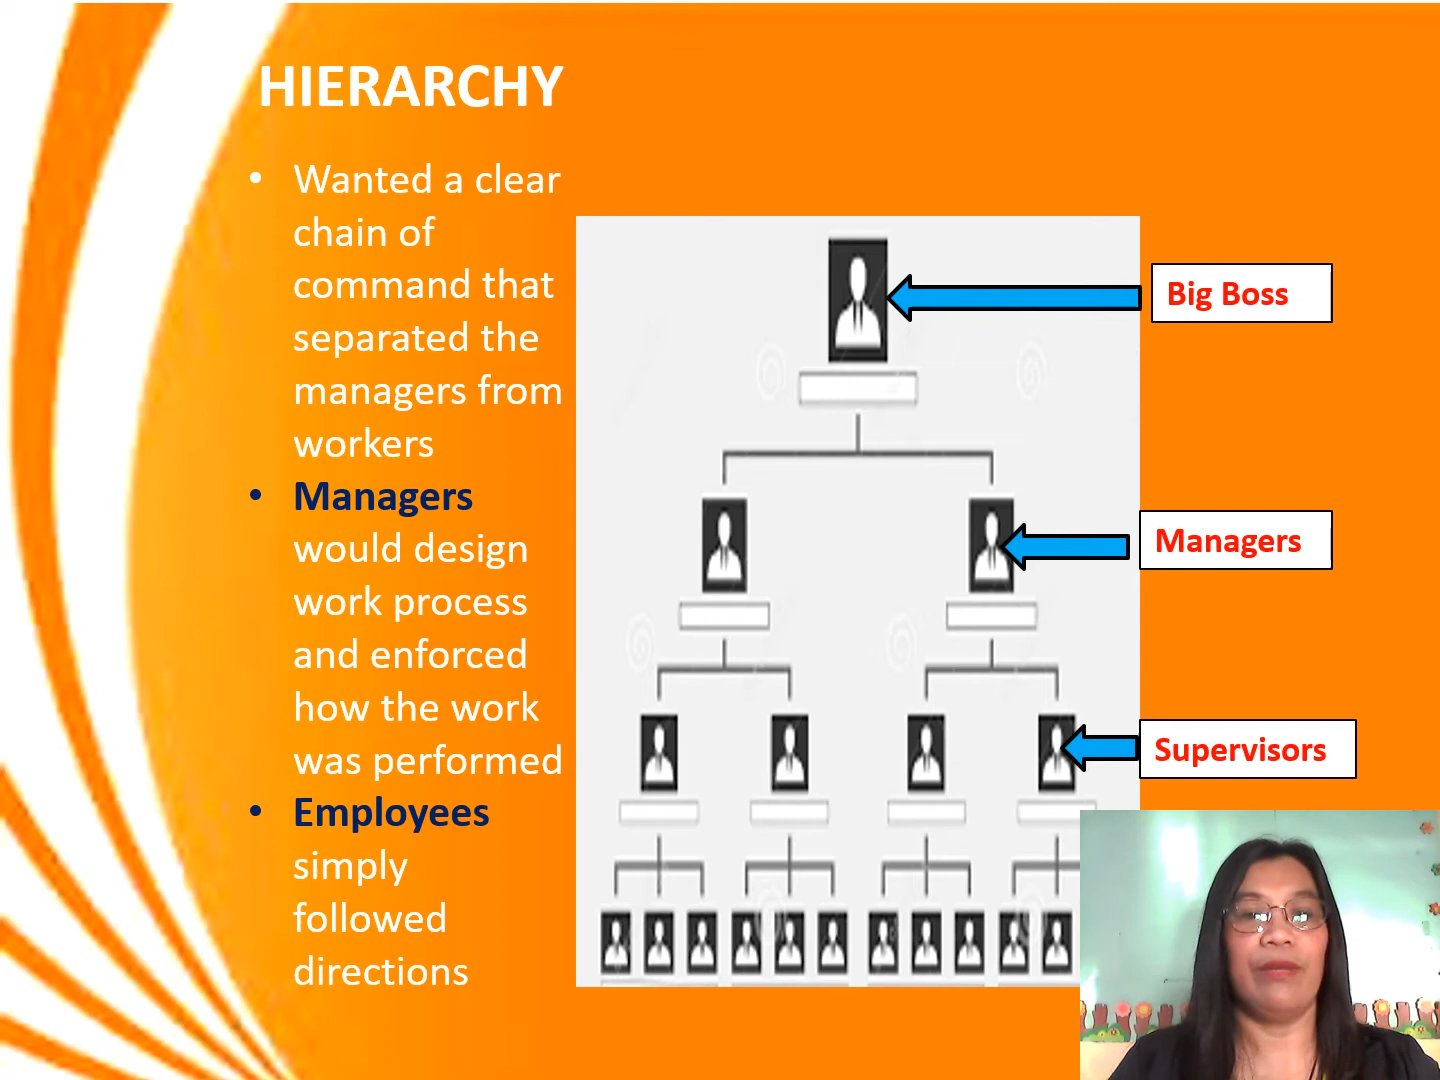 HIERARCHY
• Wanted a clear
chain of
command that
separated the
managers from
workers
• Managers
would design
work process
and enforced
how the work
was performed
• Employees
simply
followed
directions
Big Boss
Managers
Supervisors